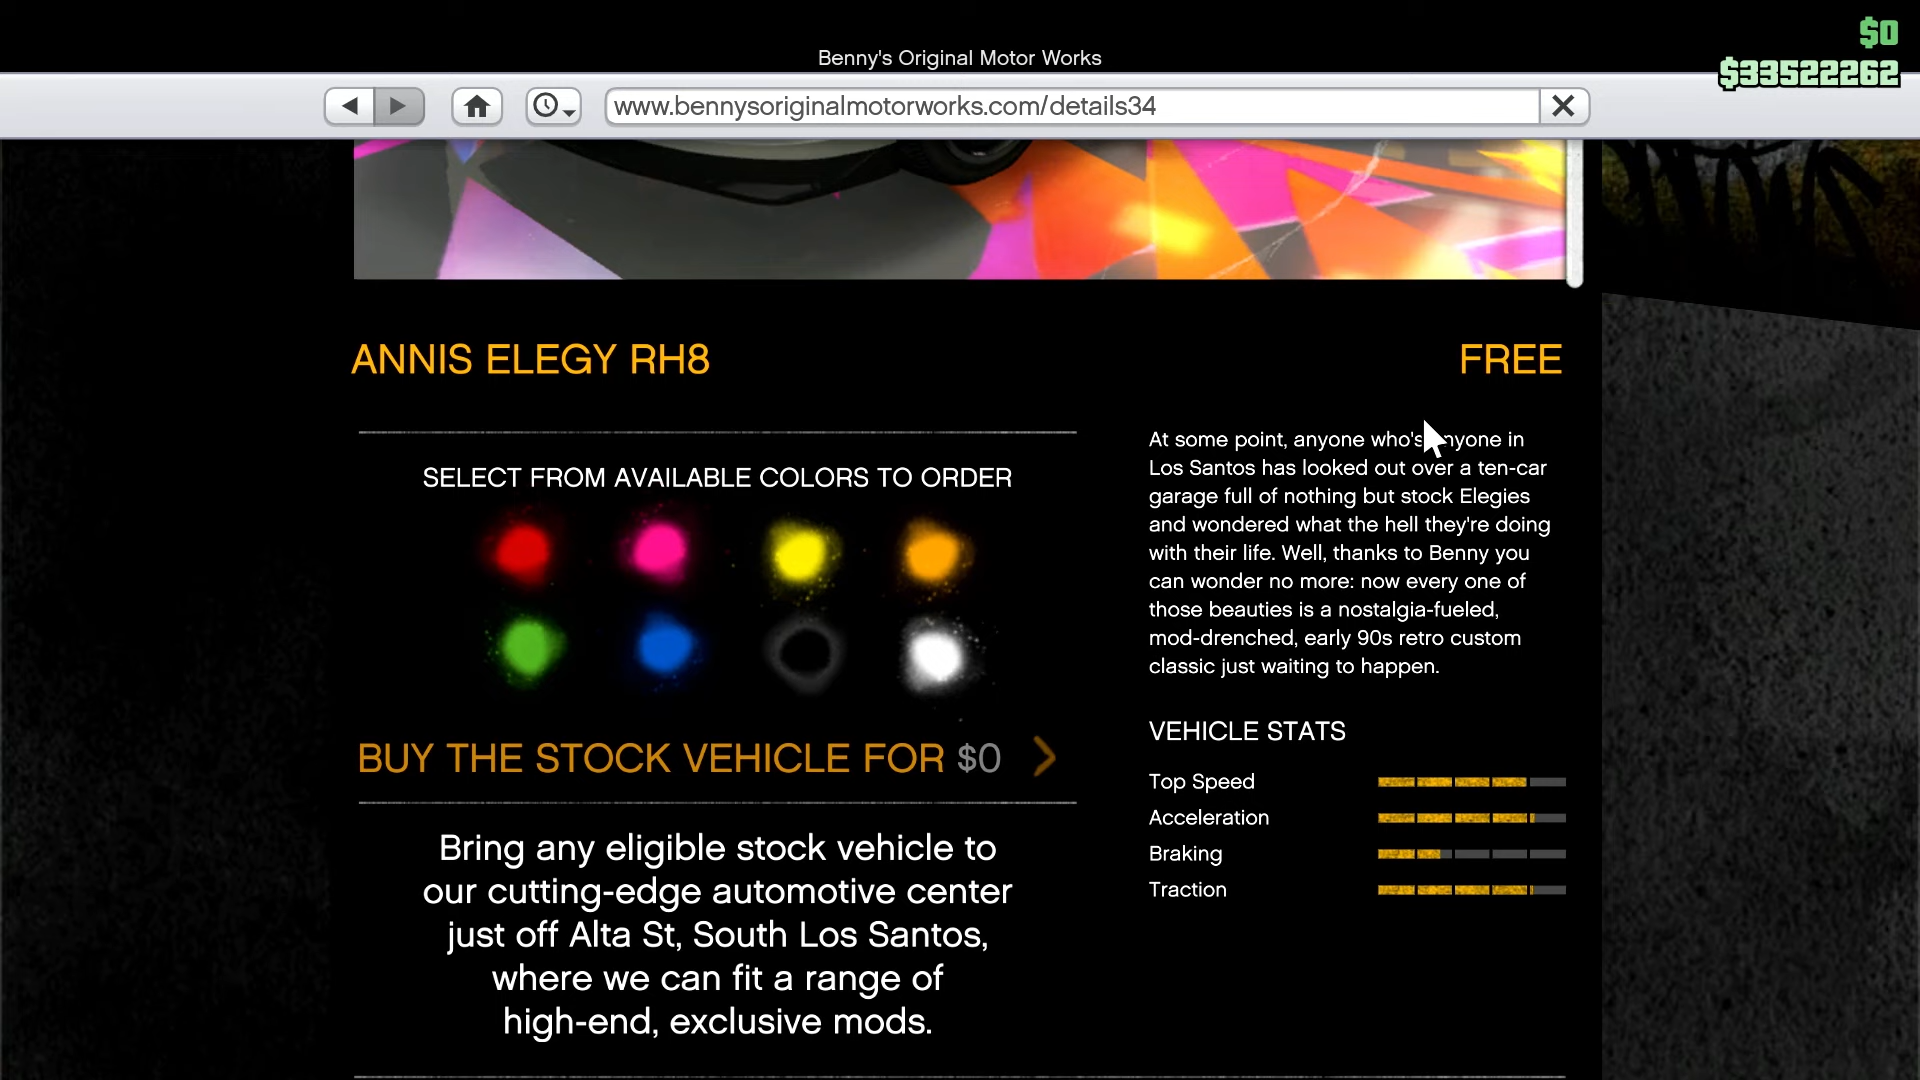 $0
$33522262
Benny's Original Motor Works
www.bennysoriginalmotorworks.com/details34
ANNIS ELEGY RH8
FREE
SELECT FROM AVAILABLE COLORS TO ORDER
BUY THE STOCK VEHICLE FOR $0
Bring any eligible stock vehicle to
our cutting-edge automotive center
just off Alta St, South Los Santos,
where we can fit a range of
high-end, exclusive mods.
At some point, anyone who's anyone in
Los Santos has looked out over a ten-car
garage full of nothing but stock Elegies
and wondered what the hell they're doing
with their life. Well, thanks to Benny you
can wonder no more: now every one of
those beauties is a nostalgia-fueled,
mod-drenched, early 90s retro custom
classic just waiting to happen.
VEHICLE STATS
Top Speed
Acceleration
Braking
Traction